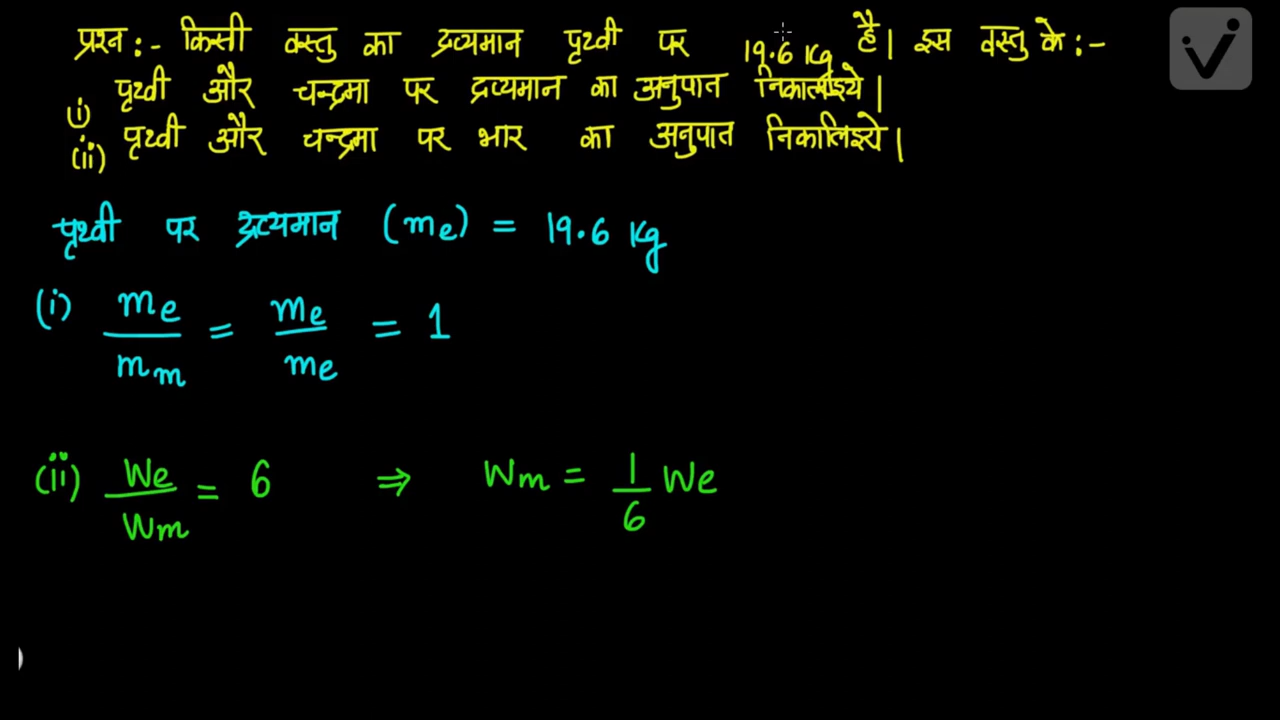 प्रश्न :- किसी वस्तु का द्रव्यमान पृथ्वी पर 19.6 Kg है। इस वस्तु के :-
(i) पृथ्वी और चन्द्रमा पर द्रव्यमान का अनुपात निकालिइये।
(ii) पृथ्वी और चन्द्रमा पर भार का अनुपात निकालिइये।
पृथ्वी पर द्रव्यमान (me) = 19.6 Kg
(i) me/mm = me/me = 1
(ii) We/Wm = 6 ⇒ Wm = 1/6 We